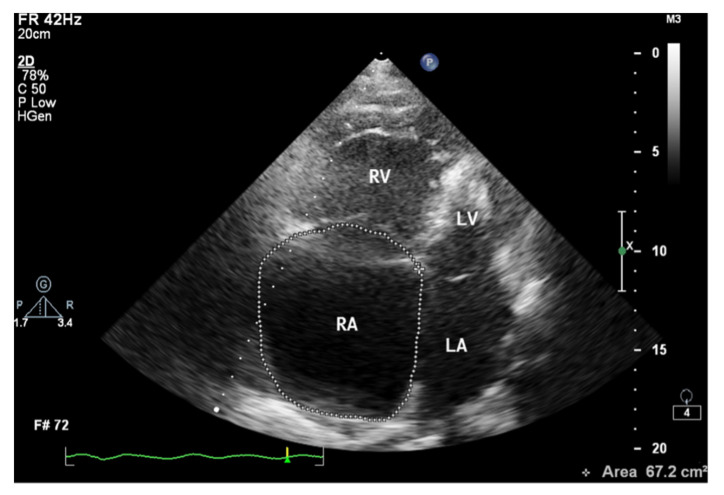 FR 42Hz
20cm
M3
2D
78%
C 50
P Low
HGen
P
0
5
10
15
20
X
RV
LV
RA
LA
G
P R
1.7 3.4
4
F# 72
Area 67.2 cm²